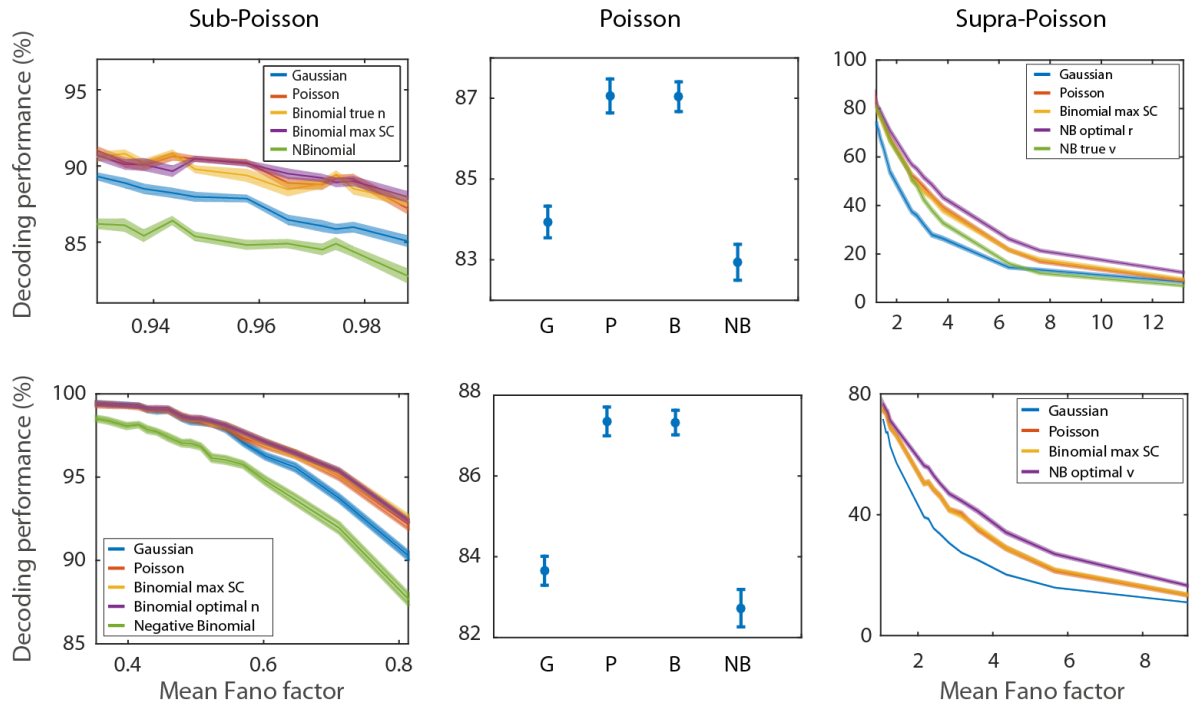 Sub-Poisson
Poisson
Supra-Poisson
Decoding performance (%)
95
90
85
0.94
0.96
0.98
Gaussian
Poisson
Binomial true n
Binomial max SC
NBinomial
87
85
83
G
P
B
NB
100
80
60
40
20
0
2
4
6
8
10
12
Gaussian
Poisson
Binomial max SC
NB optimal r
NB true v
Decoding performance (%)
100
95
90
85
0.4
0.6
0.8
Mean Fano factor
Gaussian
Poisson
Binomial max SC
Binomial optimal n
Negative Binomial
88
86
84
82
G
P
B
NB
80
40
0
2
4
6
8
Mean Fano factor
Gaussian
Poisson
Binomial max SC
NB optimal v